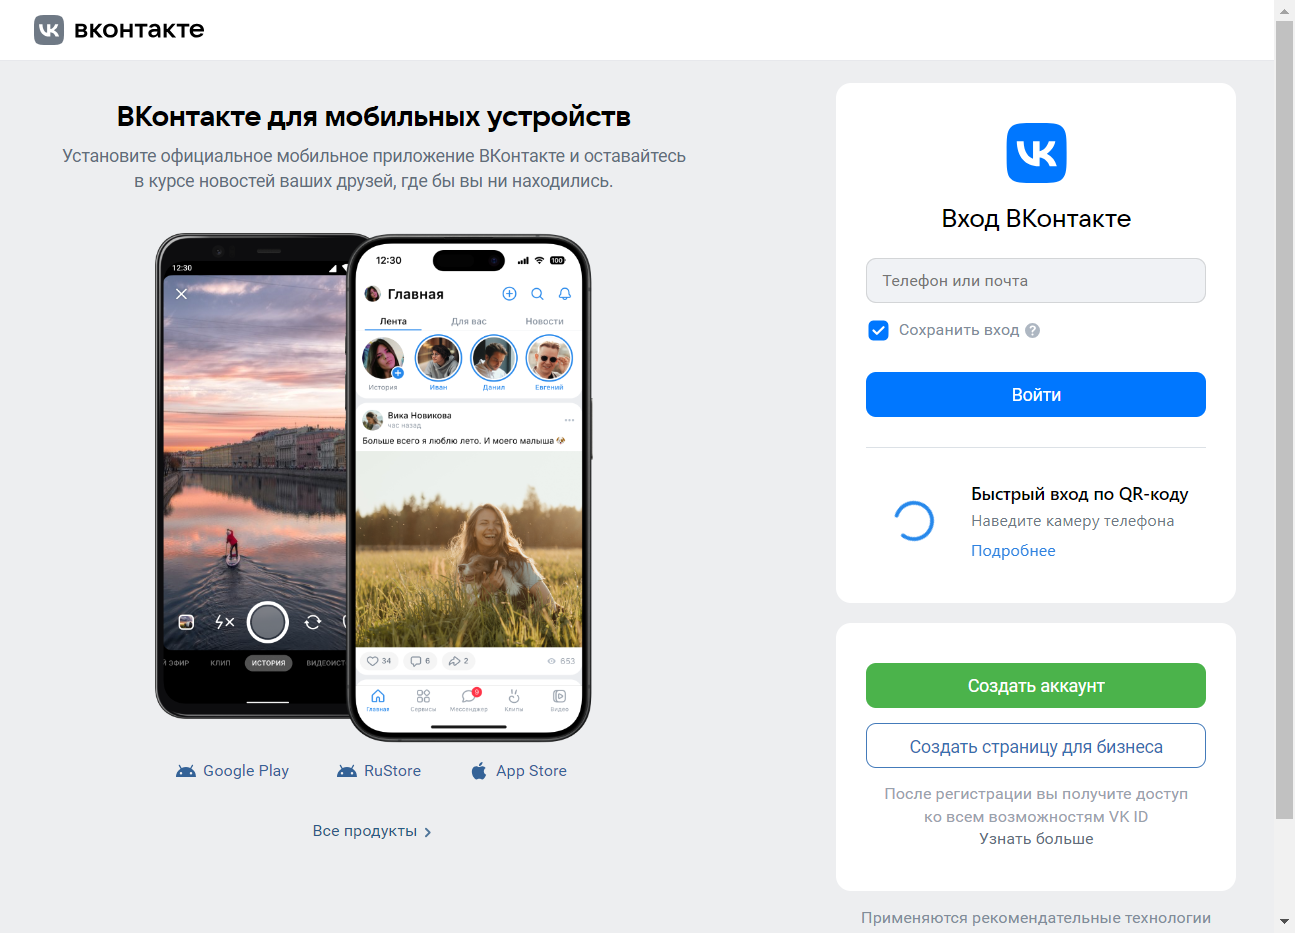 вконтакте
ВКонтакте для мобильных устройств
Установите официальное мобильное приложение ВКонтакте и оставайтесь
в курсе новостей ваших друзей, где бы вы ни находились.
12:30
ЭФИР
КЛИП
ИСТОРИЯ
ВИДЕОИСТ
12:30
100
Главная
Лента
Для вас
Новости
История
Иван
Данил
Евгений
Вика Новикова
час назад
Больше всего я люблю лето. И моего малыша
34
6
2
653
Главная
Сервисы
Мессенджер
Клипы
Видео
Google Play
RuStore
App Store
Все продукты
Вход ВКонтакте
Телефон или почта
Сохранить вход ?
Войти
Быстрый вход по QR-коду
Наведите камеру телефона
Подробнее
Создать аккаунт
Создать страницу для бизнеса
После регистрации вы получите доступ
ко всем возможностям VK ID
Узнать больше
Применяются рекомендательные технологии